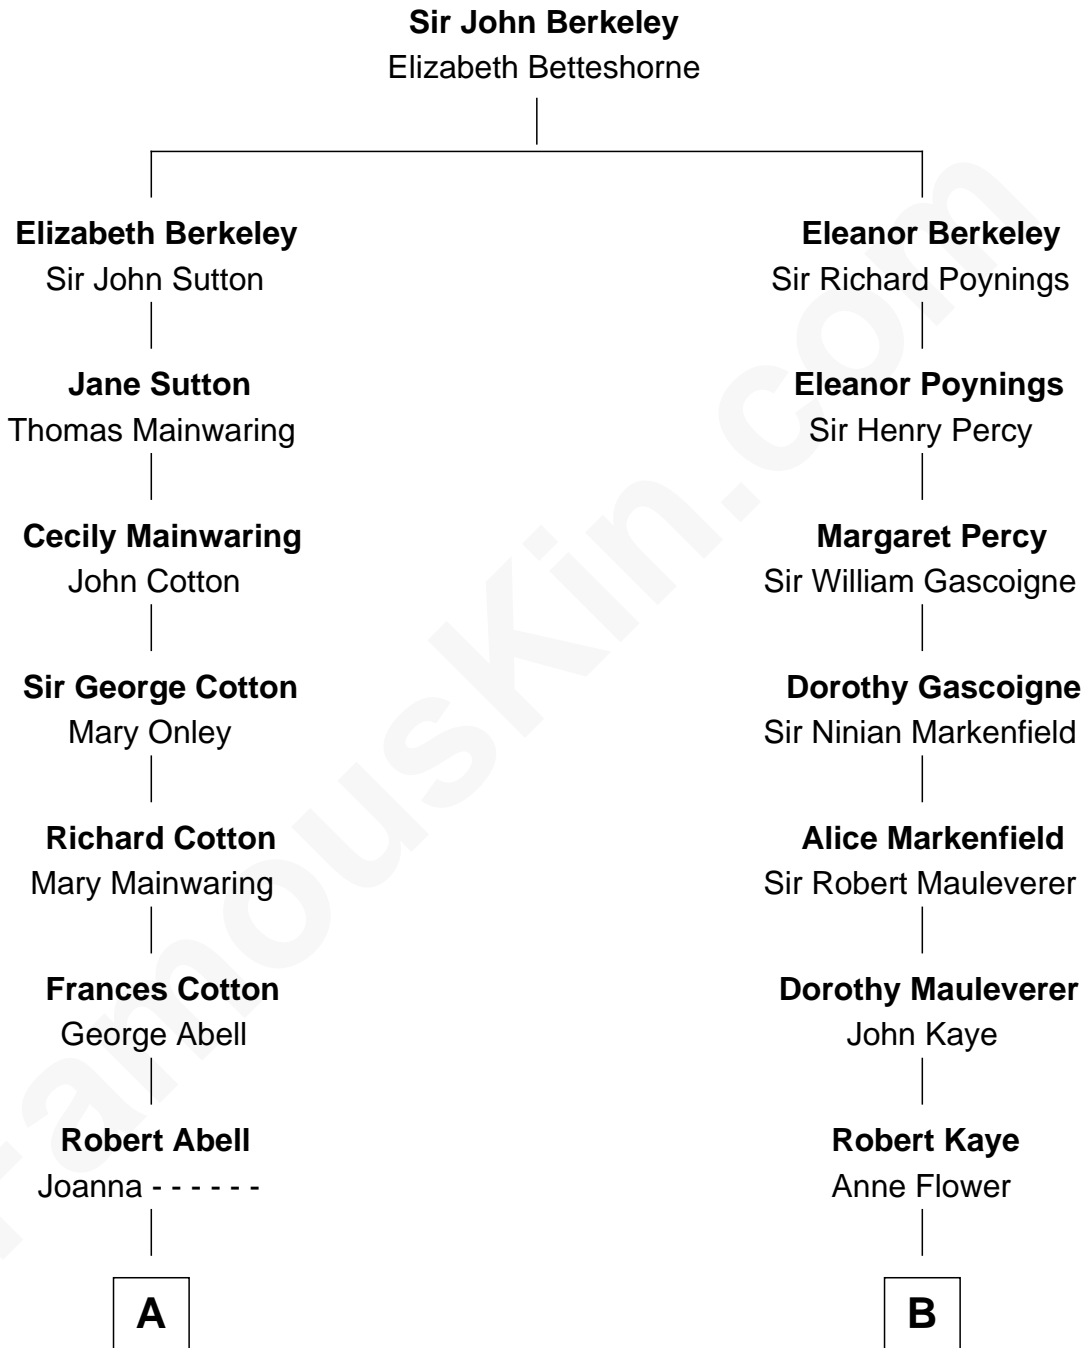 Sir John Berkeley
Elizabeth Betteshorne
Elizabeth Berkeley
Sir John Sutton
Jane Sutton
Thomas Mainwaring
Cecily Mainwaring
John Cotton
Sir George Cotton
Mary Onley
Richard Cotton
Mary Mainwaring
Frances Cotton
George Abell
Robert Abell
Joanna - - - - - -
A
Eleanor Berkeley
Sir Richard Poynings
Eleanor Poynings
Sir Henry Percy
Margaret Percy
Sir William Gascoigne
Dorothy Gascoigne
Sir Ninian Markenfield
Alice Markenfield
Sir Robert Mauleverer
Dorothy Mauleverer
John Kaye
Robert Kaye
Anne Flower
B
FamousKin.com